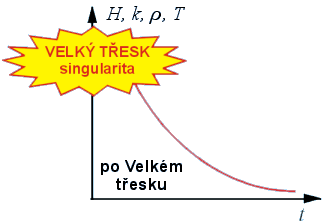 H, k, ρ, T
VELKÝ TŘESK
singularita
po Velkém
třesku
t